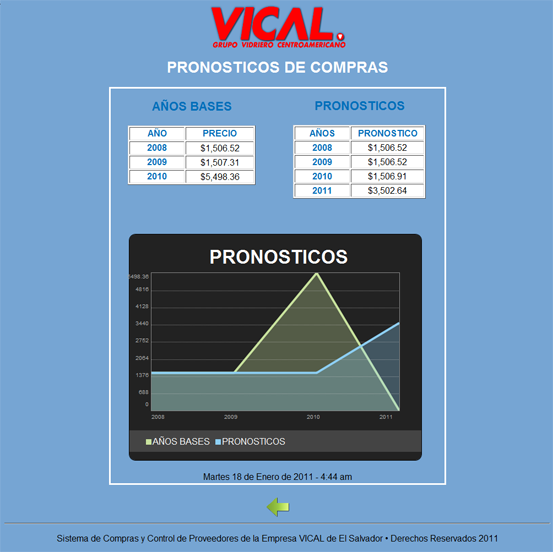 VICAL.
GRUPO VIDRIERO CENTROAMERICANO
PRONOSTICOS DE COMPRAS
AÑOS BASES
AÑO PRECIO
2008 $1,506.52
2009 $1,507.31
2010 $5,498.36
PRONOSTICOS
AÑOS PRONOSTICO
2008 $1,506.52
2009 $1,506.52
2010 $1,506.91
2011 $3,502.64
PRONOSTICOS
5498.36
4816
4128
3440
2752
2064
1376
688
0
2008 2009 2010 2011
AÑOS BASES PRONOSTICOS
Martes 18 de Enero de 2011 - 4:44 am
Sistema de Compras y Control de Proveedores de la Empresa VICAL de El Salvador • Derechos Reservados 2011